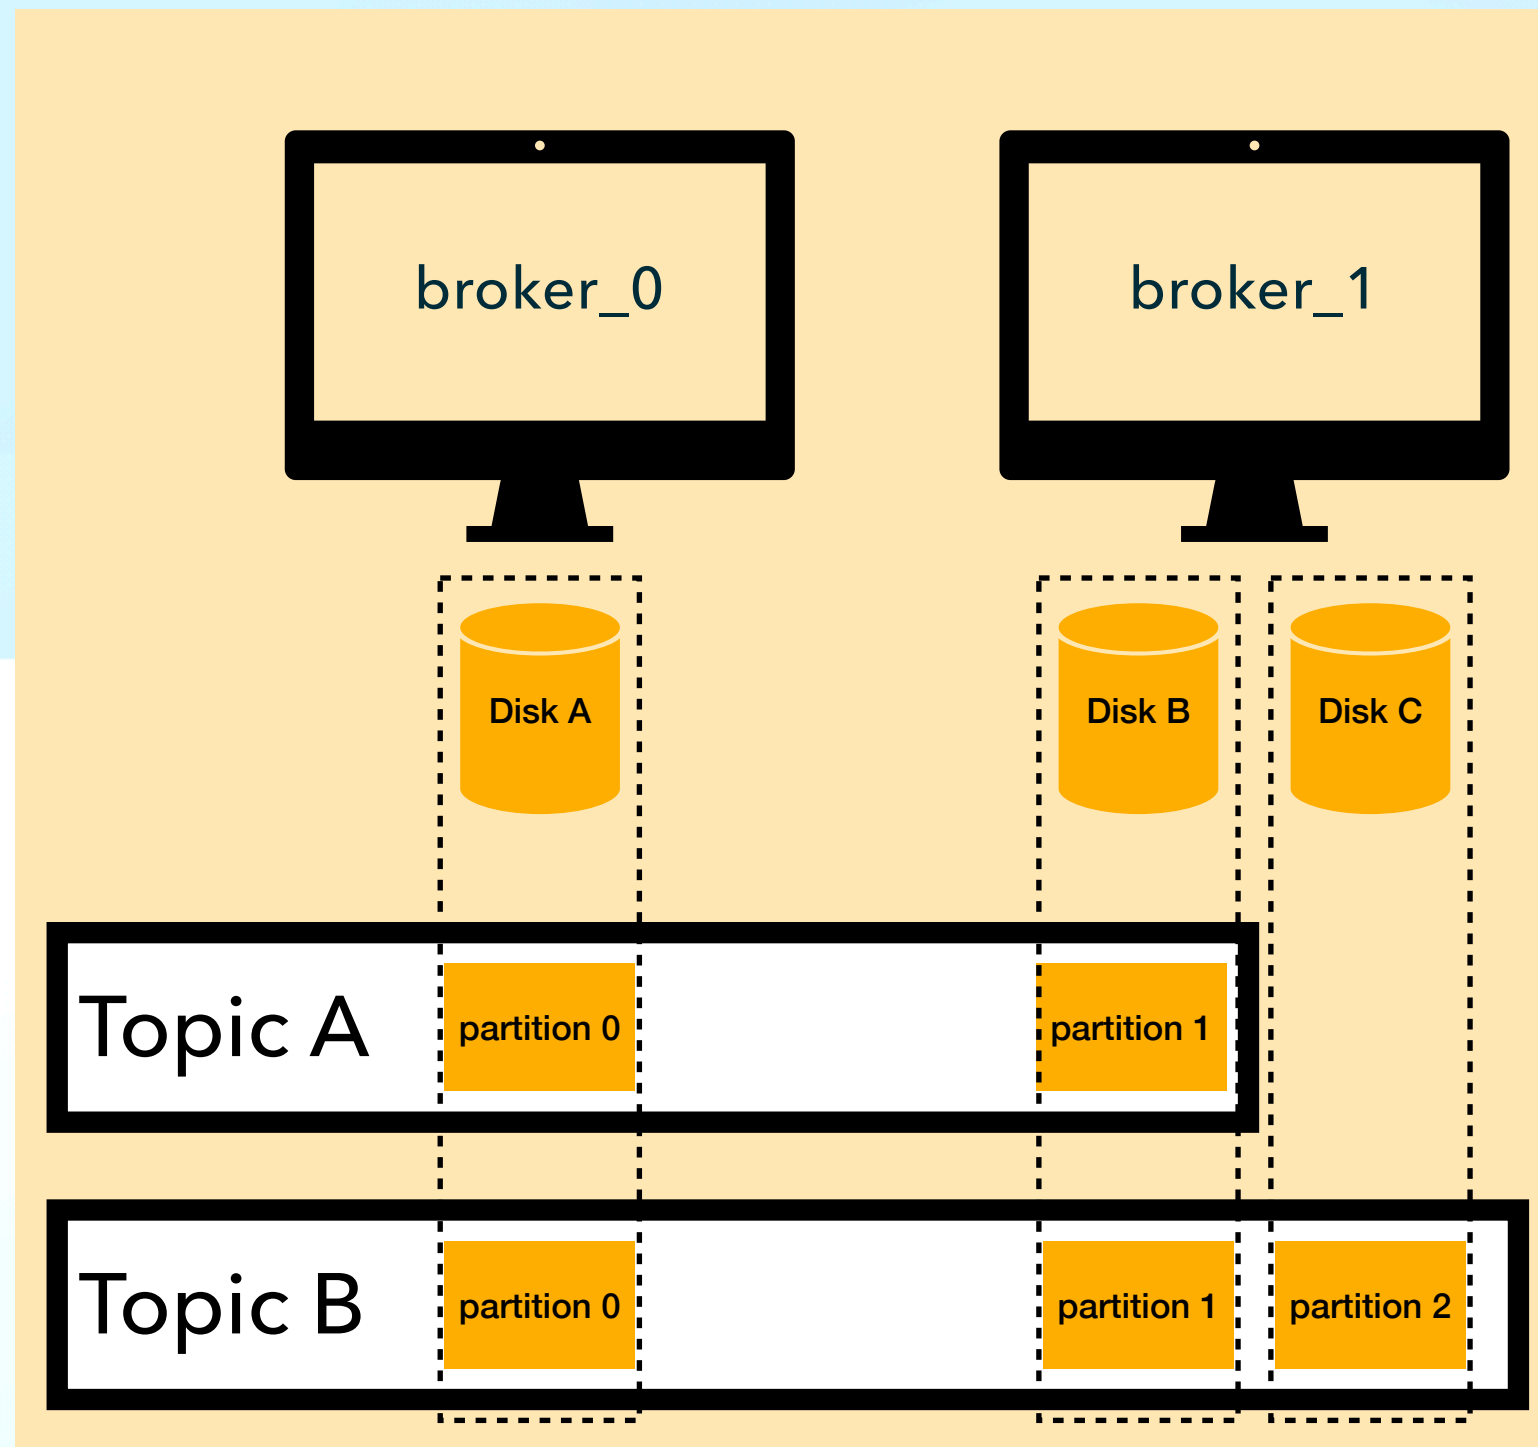 broker_0
broker_1
Disk A
Disk B
Disk C
Topic A
partition 0
partition 1
Topic B
partition 0
partition 1
partition 2